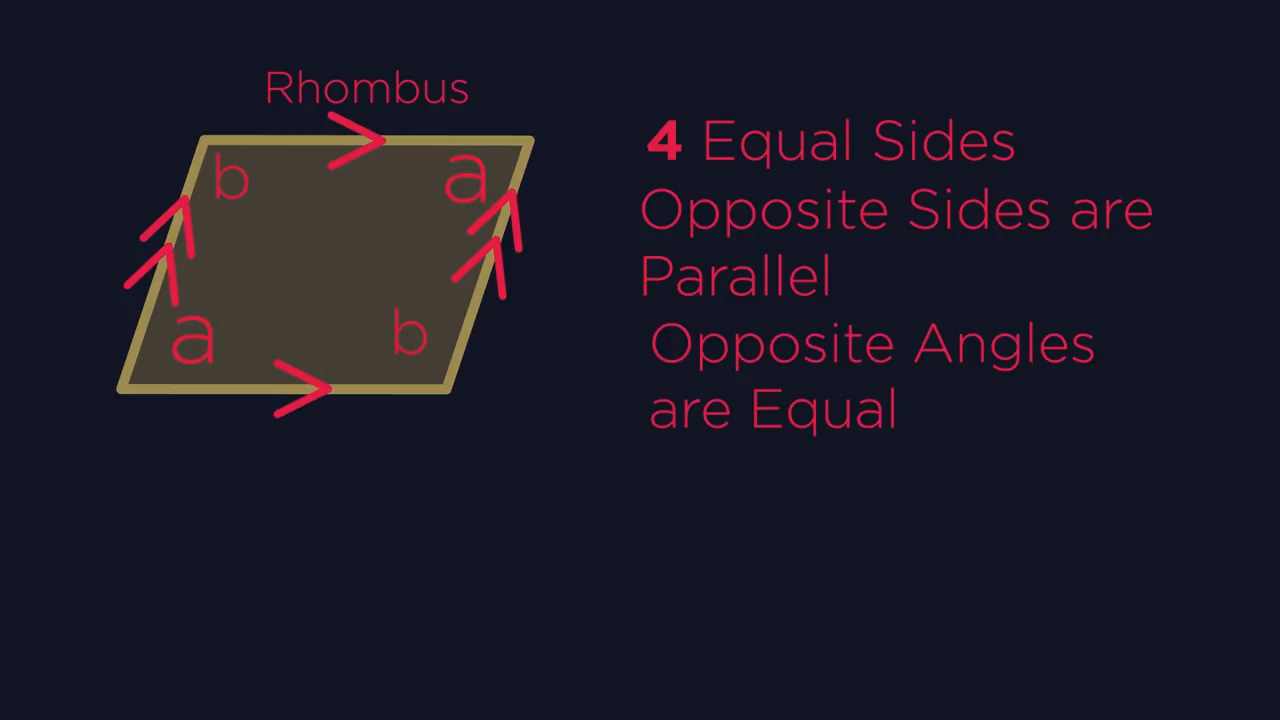 Rhombus
b
a
a
b
4 Equal Sides
Opposite Sides are
Parallel
Opposite Angles
are Equal